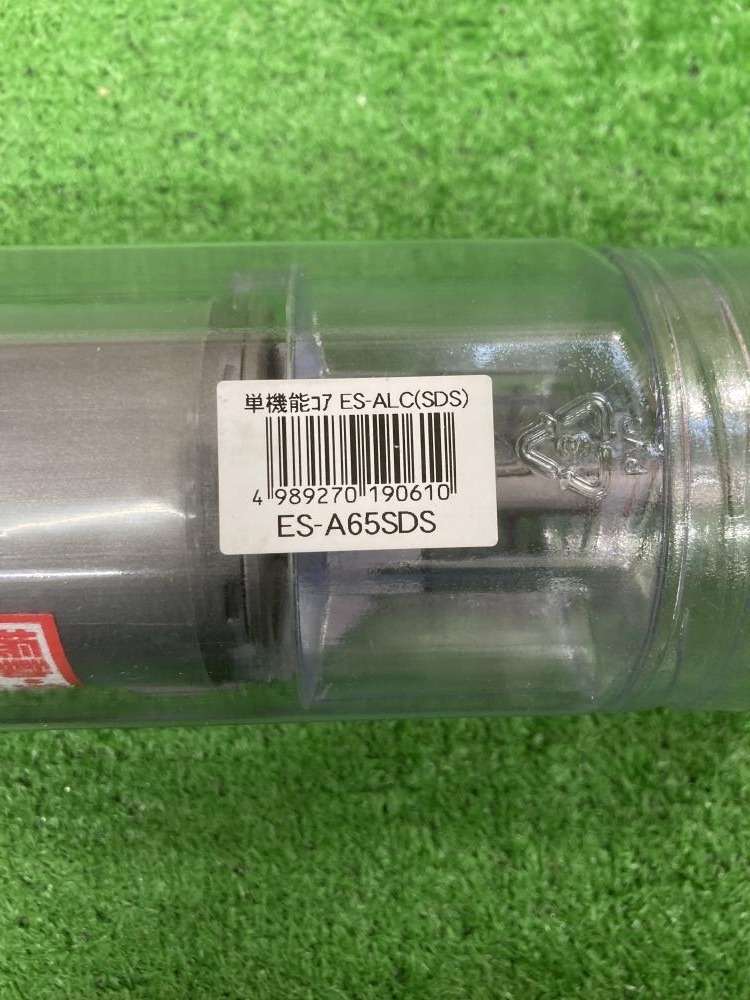 単機能ｺｱ ES-ALC(SDS)
4 989270 190610
ES-A65SDS